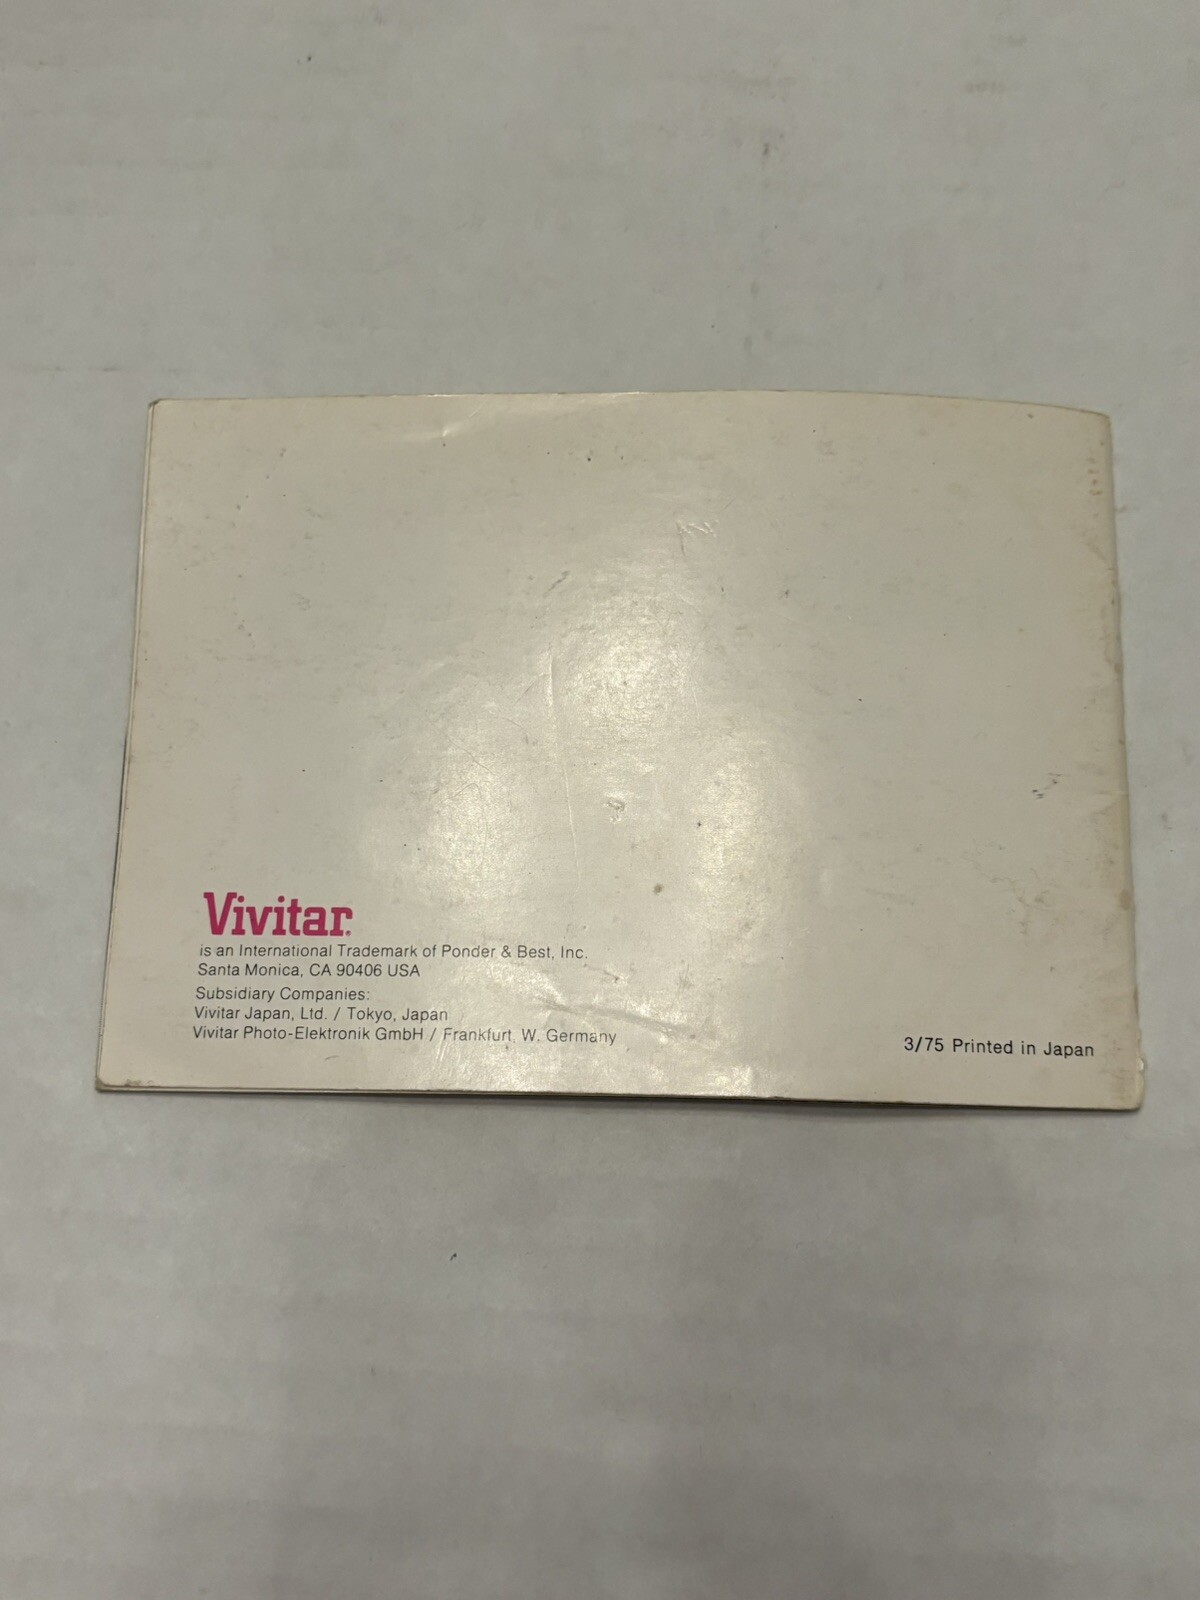 Vivitar®
is an International Trademark of Ponder & Best, Inc.
Santa Monica, CA 90406 USA
Subsidiary Companies:
Vivitar Japan, Ltd. / Tokyo, Japan
Vivitar Photo-Elektronik GmbH / Frankfurt, W. Germany
3/75 Printed in Japan